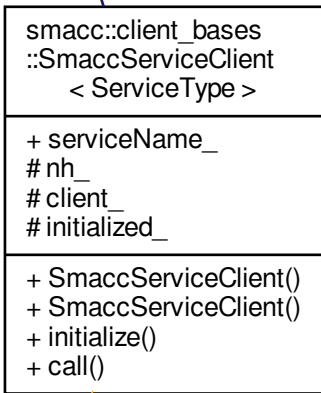 smacc::client_bases
::SmaccServiceClient
< ServiceType >
+ serviceName_
# nh_
# client_
# initialized_
+ SmaccServiceClient()
+ SmaccServiceClient()
+ initialize()
+ call()